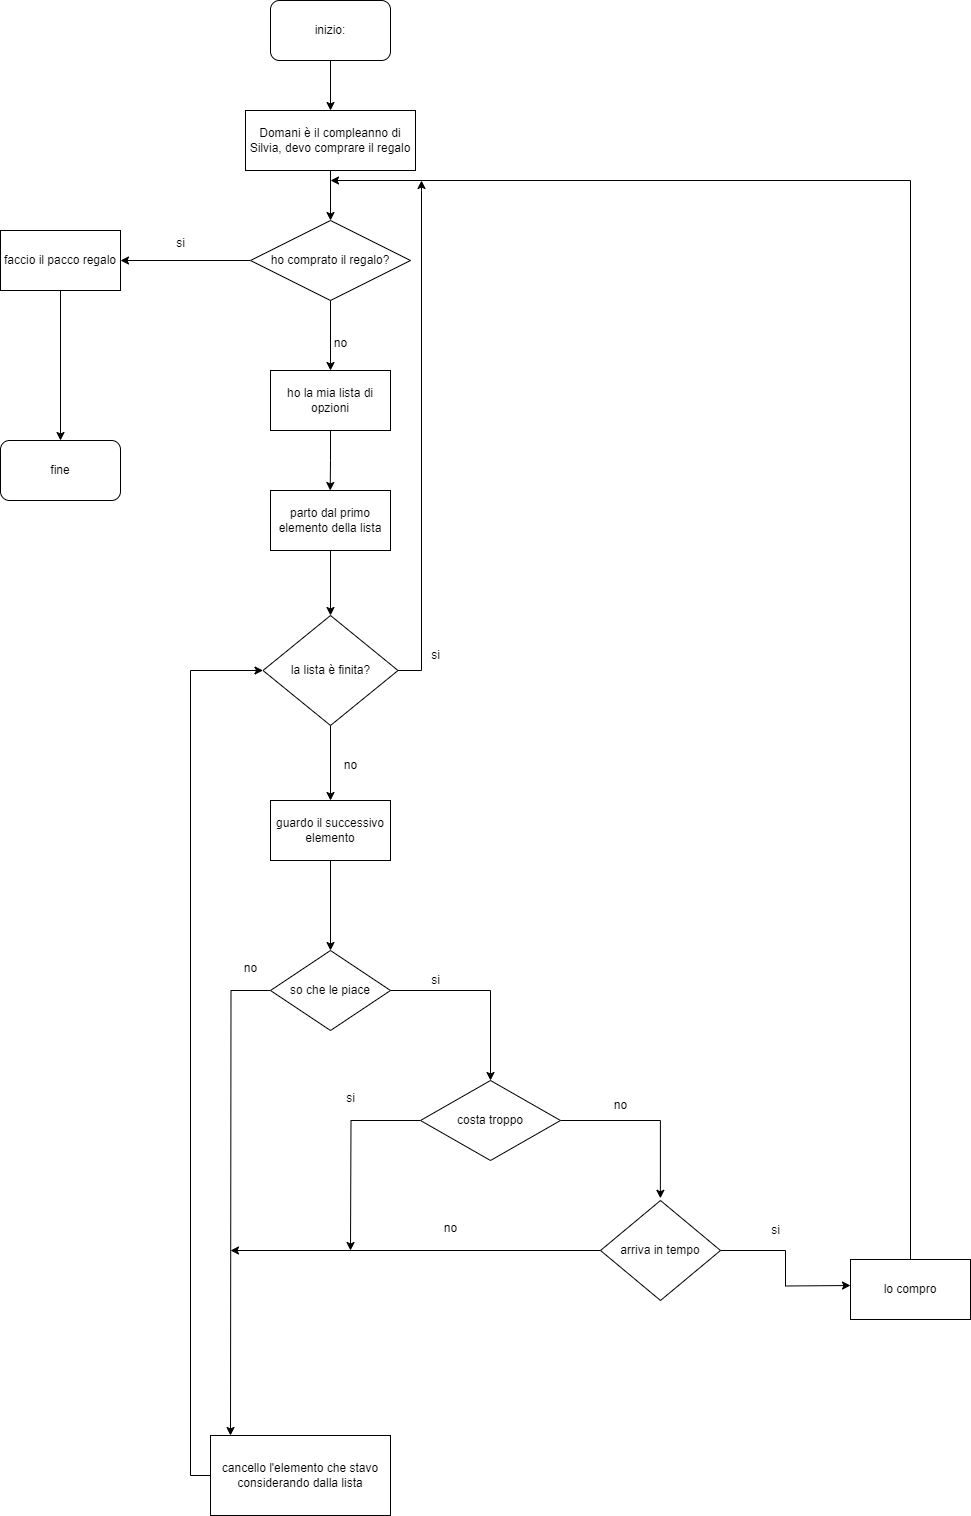 inizio:
Domani è il compleanno di
Silvia, devo comprare il regalo
si
faccio il pacco regalo
ho comprato il regalo?
no
ho la mia lista di
opzioni
fine
parto dal primo
elemento della lista
la lista è finita?
si
no
guardo il successivo
elemento
no
so che le piace
si
si
costa troppo
no
no
arriva in tempo
si
lo compro
cancello l'elemento che stavo
considerando dalla lista